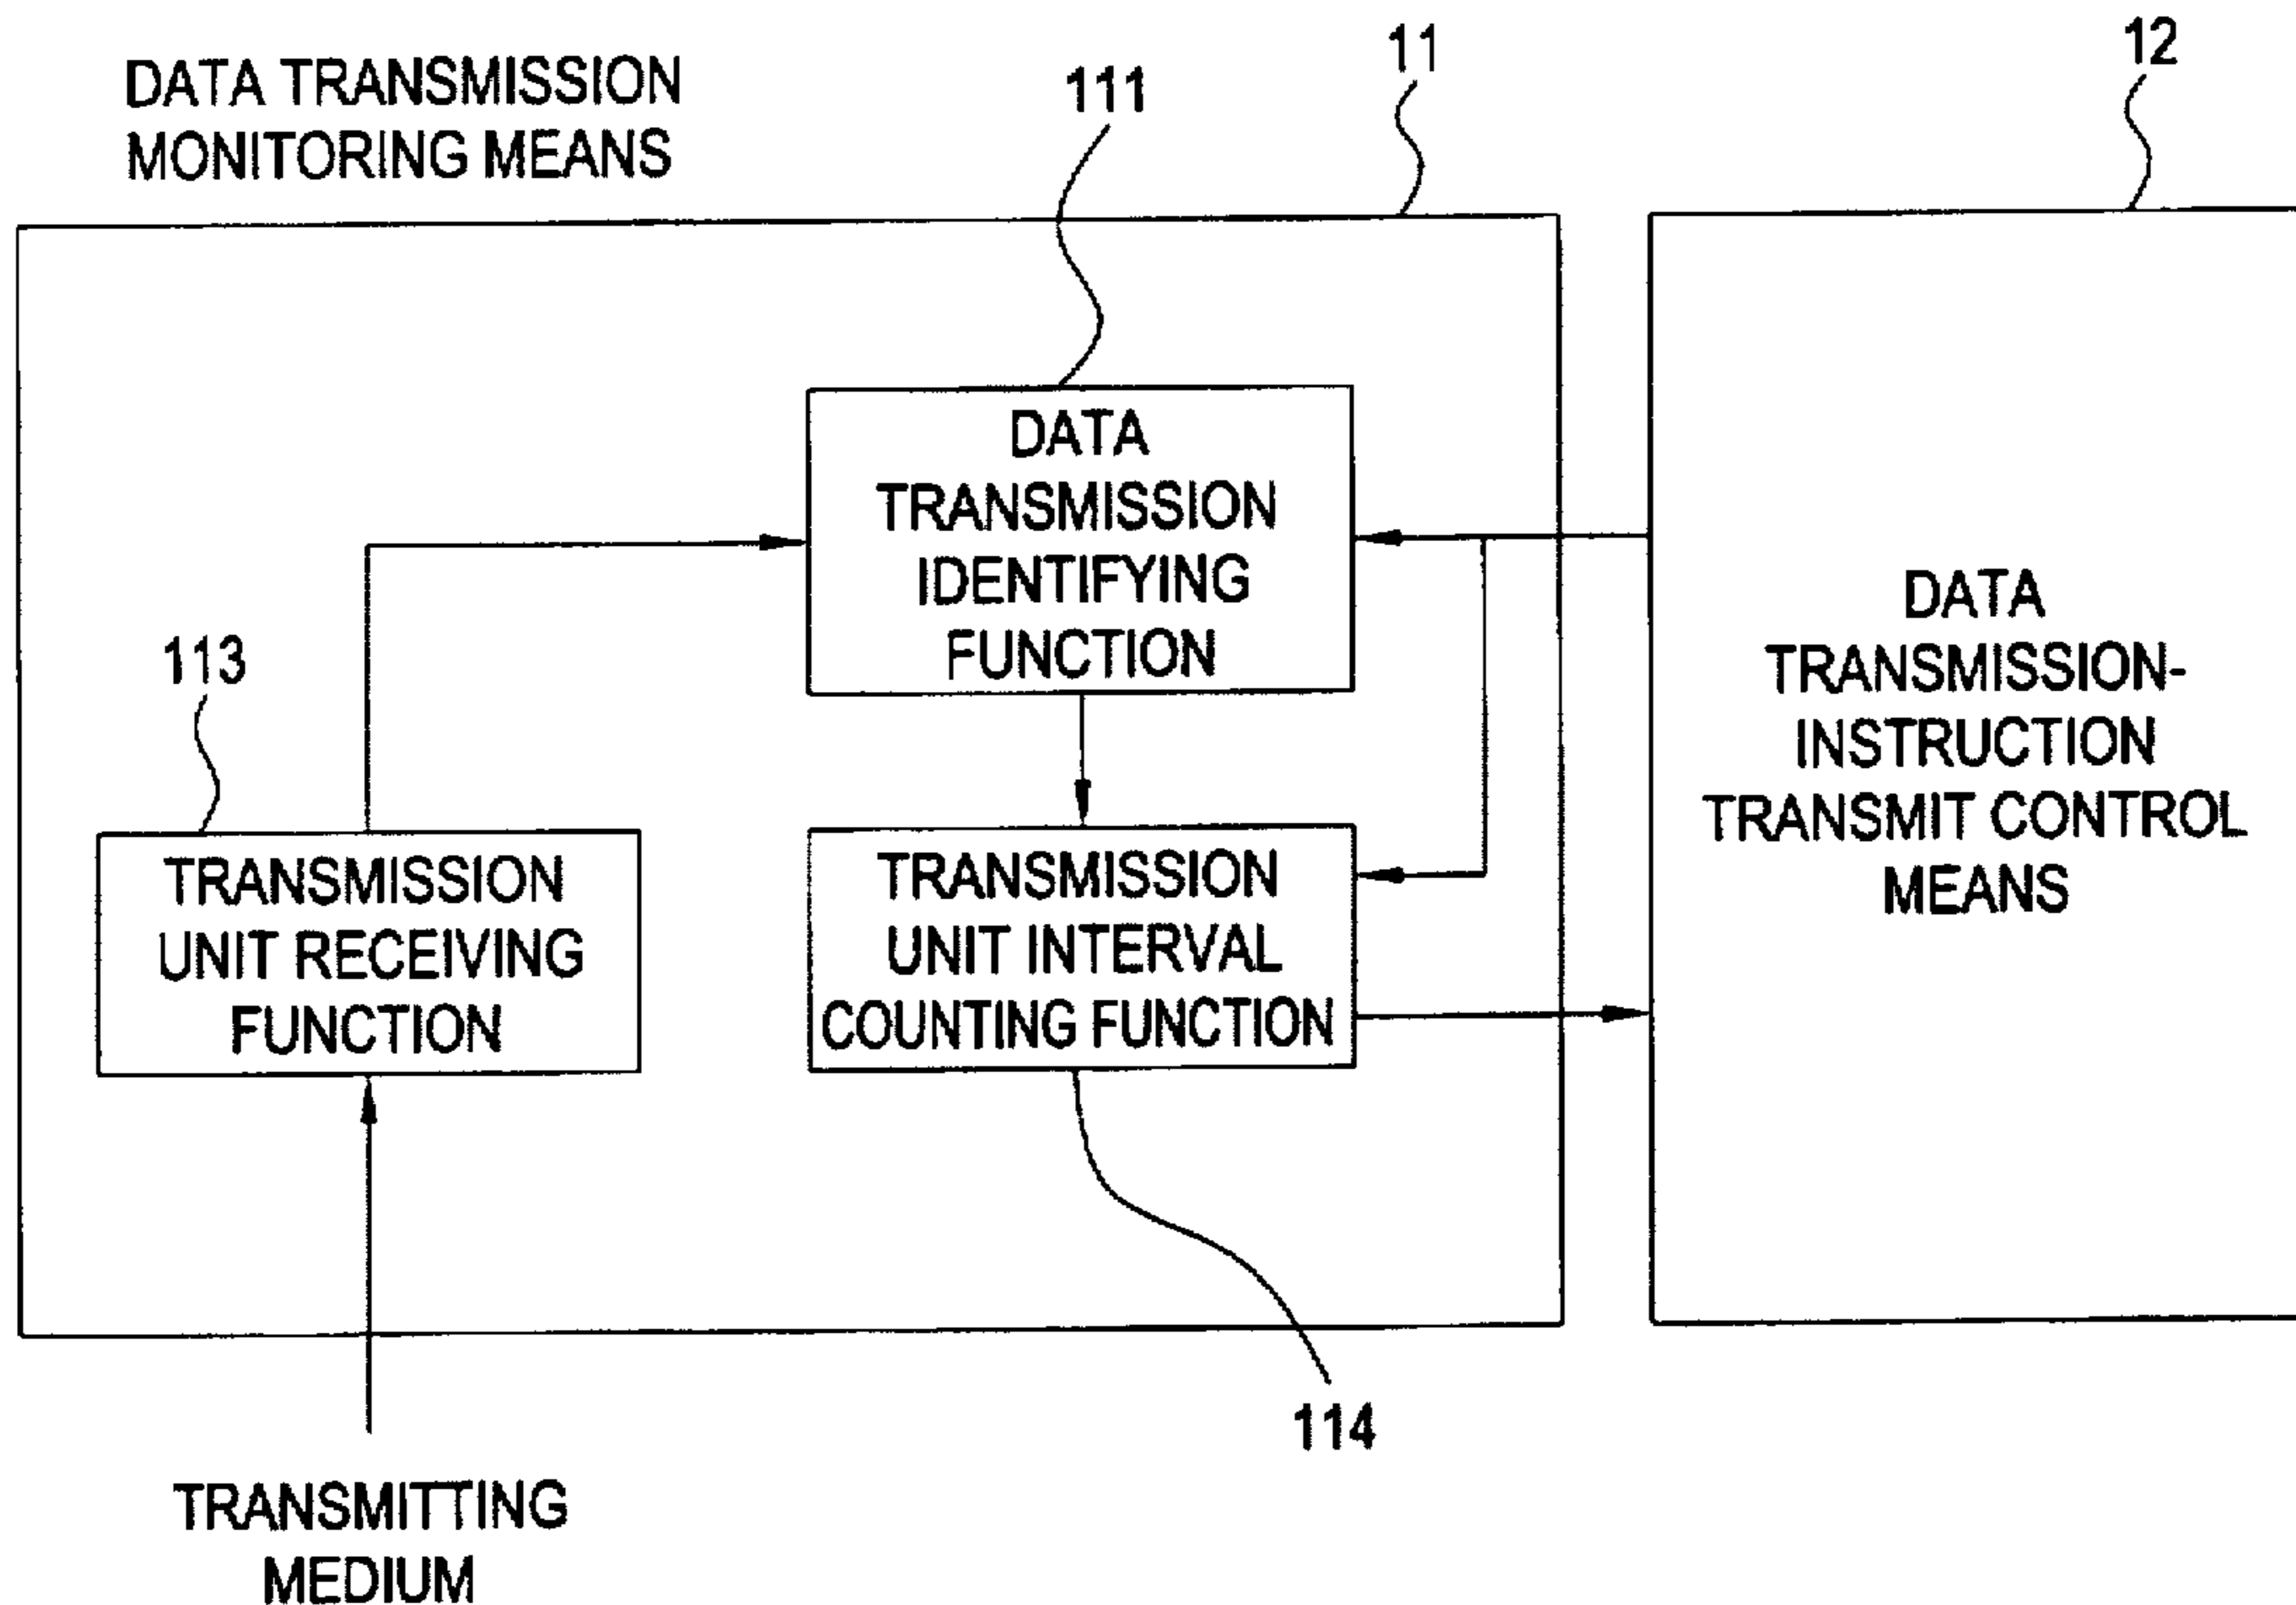 11
12
DATA TRANSMISSION
MONITORING MEANS
111
DATA
TRANSMISSION
IDENTIFYING
FUNCTION
113
TRANSMISSION
UNIT RECEIVING
FUNCTION
TRANSMISSION
UNIT INTERVAL
COUNTING FUNCTION
DATA
TRANSMISSION-
INSTRUCTION
TRANSMIT CONTROL
MEANS
114
TRANSMITTING
MEDIUM